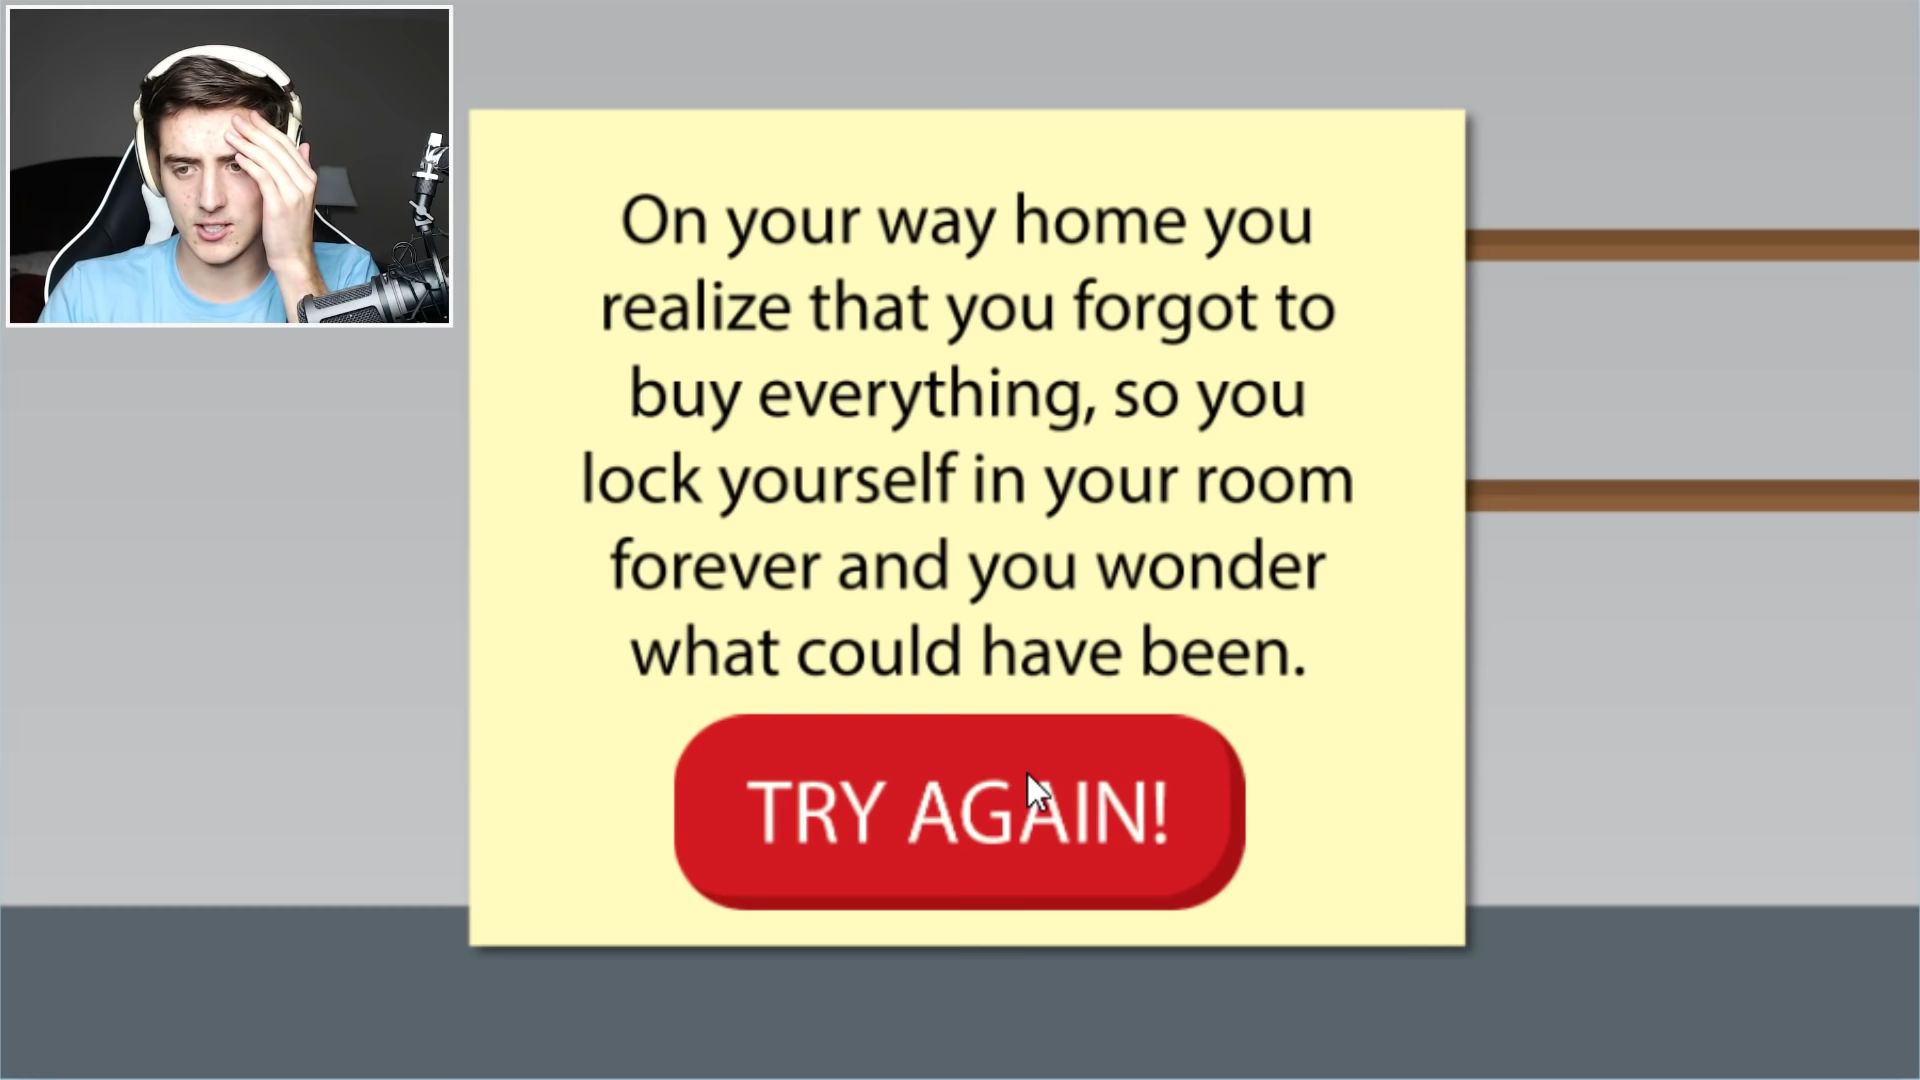 On your way home you
realize that you forgot to
buy everything, so you
lock yourself in your room
forever and you wonder
what could have been.
TRY AGAIN!